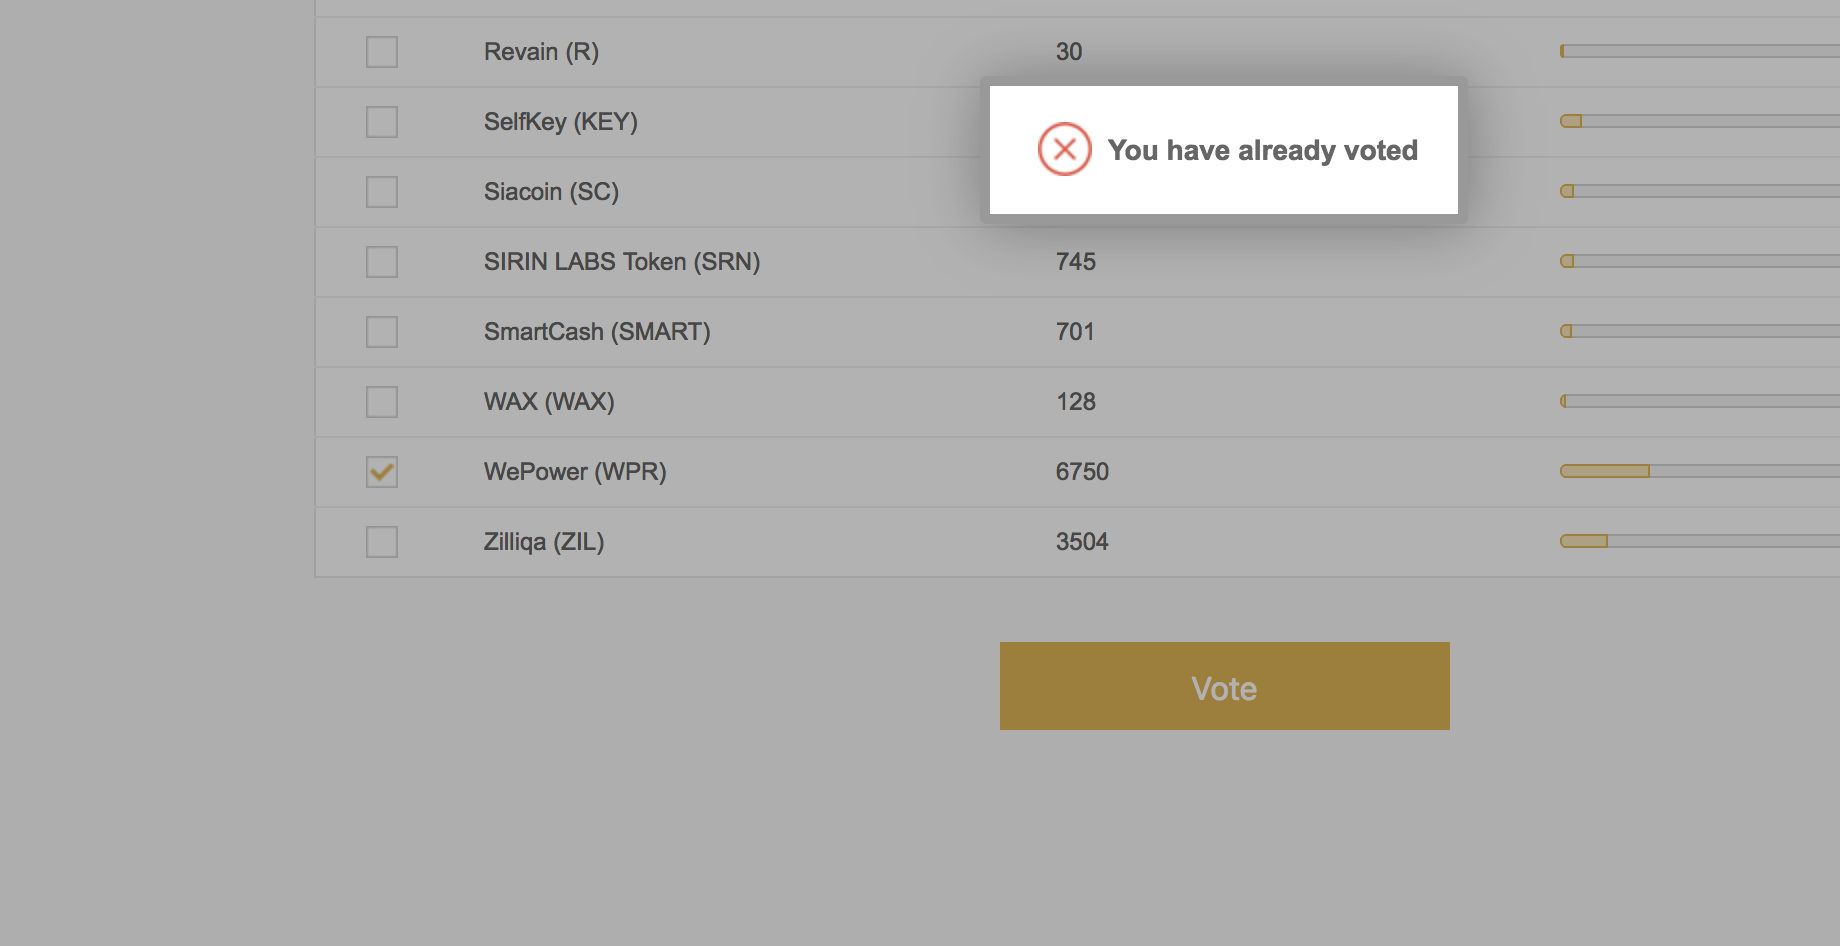 Revain (R) 30
SelfKey (KEY)
You have already voted
Siacoin (SC)
SIRIN LABS Token (SRN) 745
SmartCash (SMART) 701
WAX (WAX) 128
WePower (WPR) 6750
Zilliqa (ZIL) 3504
Vote